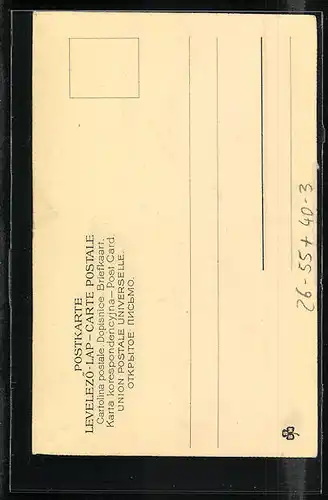 POSTKARTE
LEVELEZŐ-LAP – CARTE POSTALE
Cartolina postale. Dopisnice. Briefkaart.
Karta korespondencyjna – Post Card.
UNION POSTALE UNIVERSELLE.
ОТКРЫТОЕ ПИСЬМО.
26-55+40-3